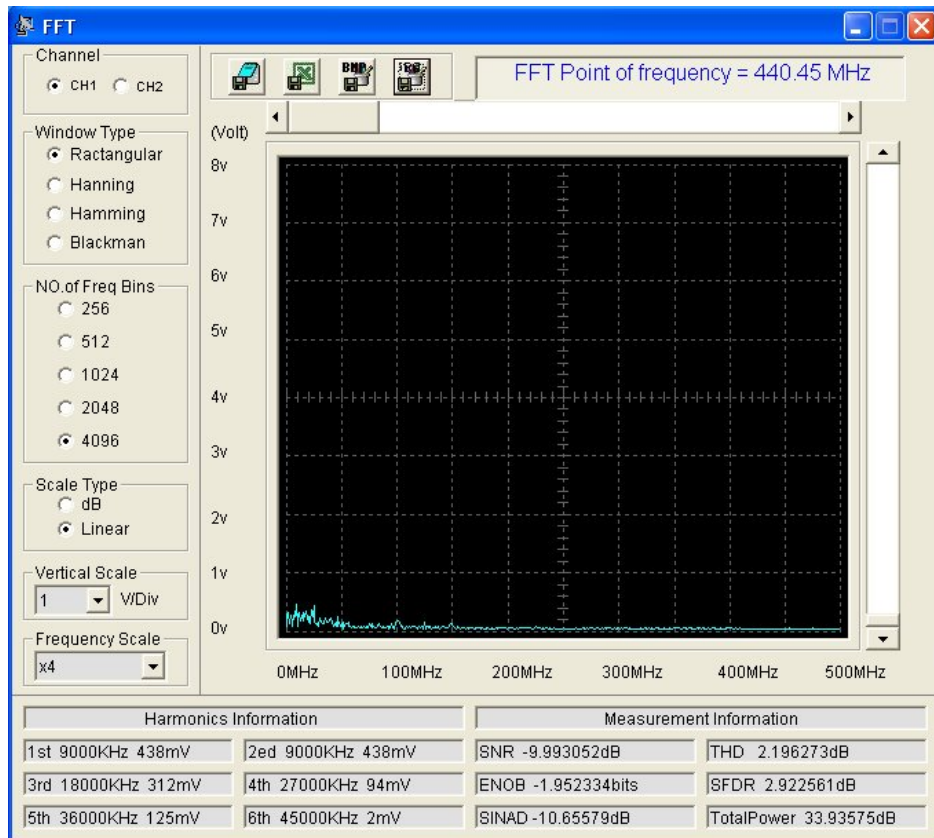 FFT
Channel
CH1 CH2
BMP
FFT Point of frequency = 440.45 MHz
Window Type
Ractangular
Hanning
Hamming
Blackman
NO.of Freq Bins
256
512
1024
2048
4096
Scale Type
dB
Linear
Vertical Scale
1 V/Div
Frequency Scale
x4
(Volt)
8v
7v
6v
5v
4v
3v
2v
1v
0v
0MHz 100MHz 200MHz 300MHz 400MHz 500MHz
Harmonics Information
1st 9000KHz 438mV 2ed 9000KHz 438mV
3rd 18000KHz 312mV 4th 27000KHz 94mV
5th 36000KHz 125mV 6th 45000KHz 2mV
Measurement Information
SNR -9.993052dB THD 2.196273dB
ENOB -1.952334bits SFDR 2.922561dB
SINAD -10.65579dB TotalPower 33.93575dB